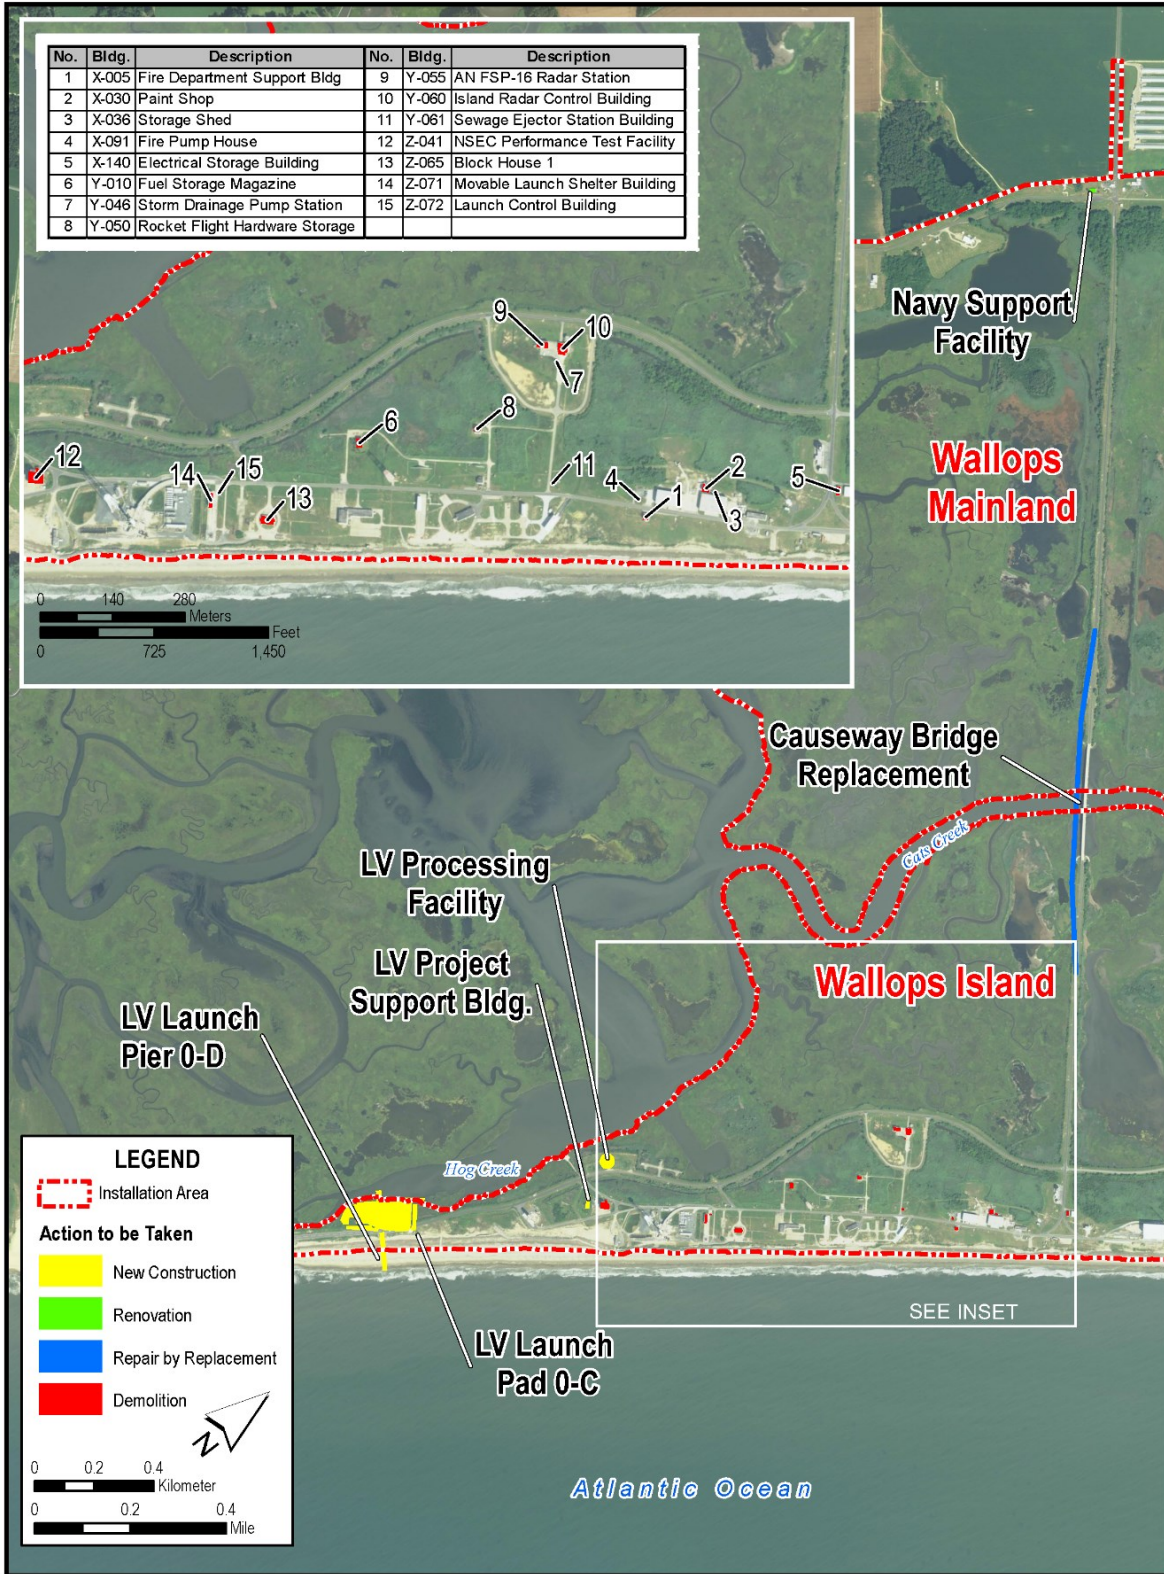 No. Bldg. Description No. Bldg. Description
1 X-005 Fire Department Support Bldg 9 Y-055 AN FSP-16 Radar Station
2 X-030 Paint Shop 10 Y-060 Island Radar Control Building
3 X-036 Storage Shed 11 Y-061 Sewage Ejector Station Building
4 X-091 Fire Pump House 12 Z-041 NSEC Performance Test Facility
5 X-140 Electrical Storage Building 13 Z-065 Block House 1
6 Y-010 Fuel Storage Magazine 14 Z-071 Movable Launch Shelter Building
7 Y-046 Storm Drainage Pump Station 15 Z-072 Launch Control Building
8 Y-050 Rocket Flight Hardware Storage
9
10
7
8
6
12
14
15
13
11
4
1
2
3
5
0 140 280
Meters
Feet
0 725 1,450
Navy Support
Facility
Wallops
Mainland
Causeway Bridge
Replacement
Cats Creek
LV Processing
Facility
LV Project
Support Bldg.
Wallops Island
LV Launch
Pier 0-D
Hog Creek
SEE INSET
LV Launch
Pad 0-C
Atlantic Ocean
LEGEND
Installation Area
Action to be Taken
New Construction
Renovation
Repair by Replacement
Demolition
N
0 0.2 0.4
Kilometer
0 0.2 0.4
Mile